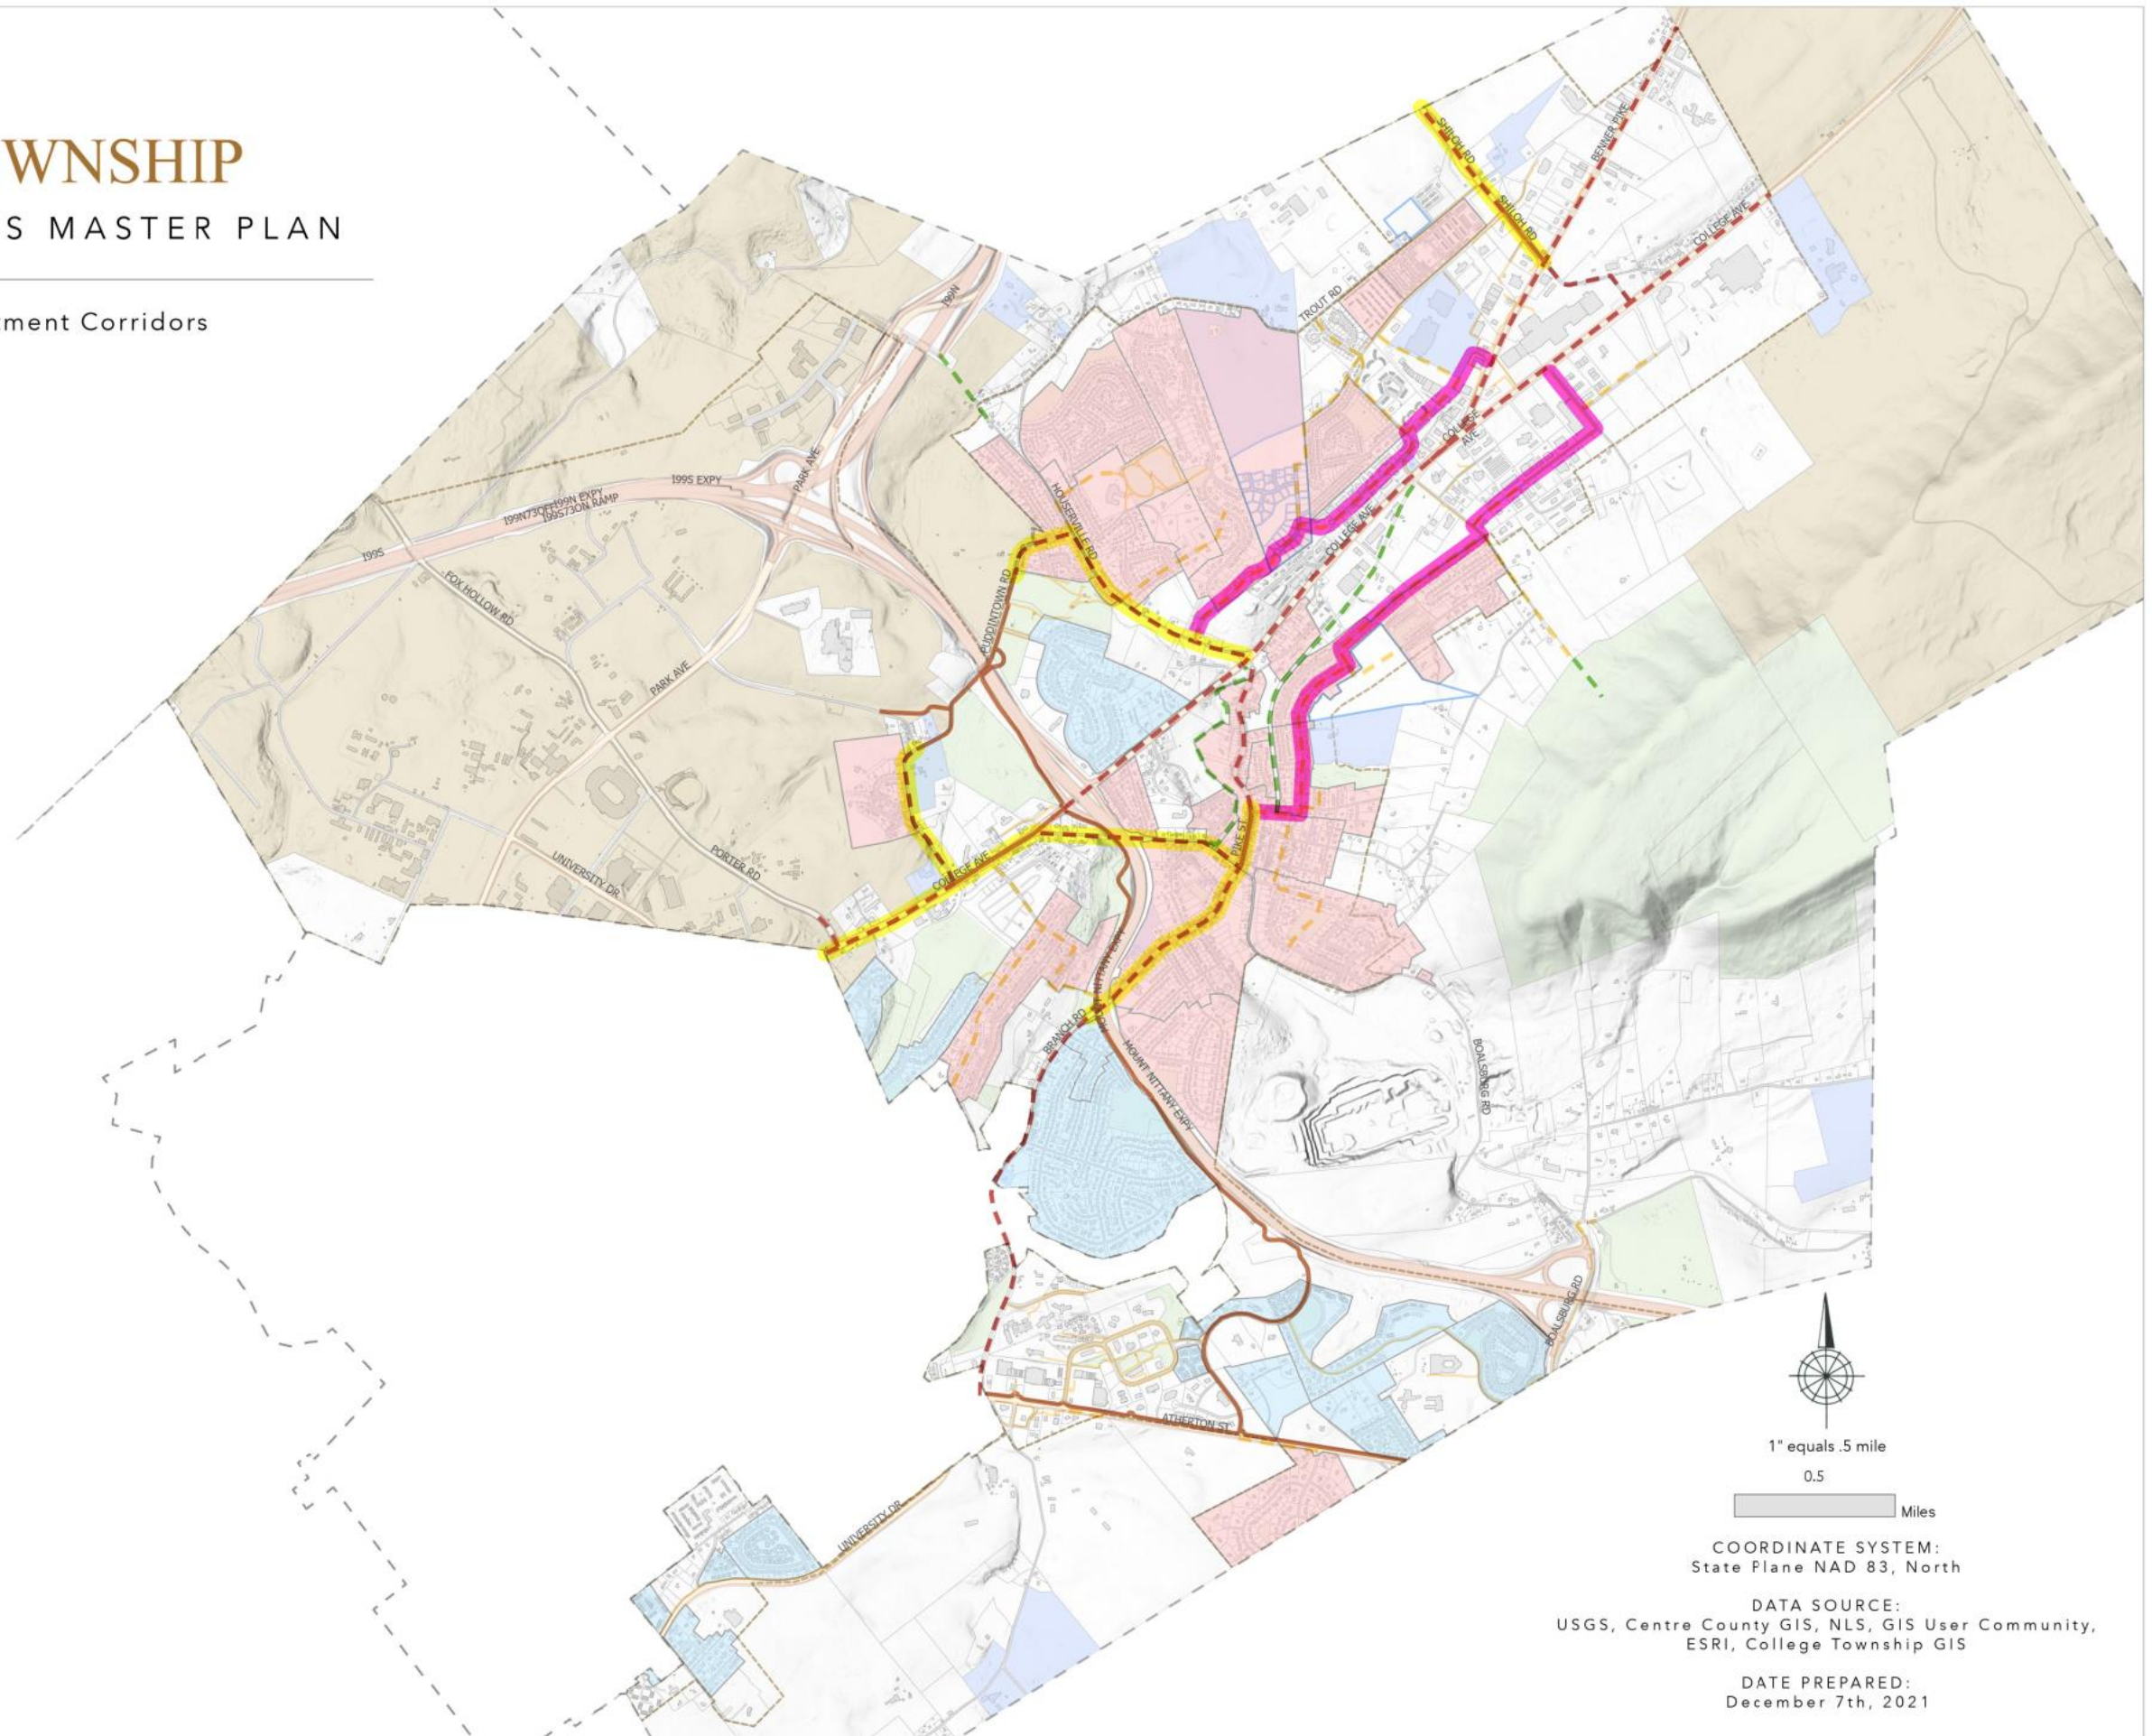 WNSHIP
S MASTER PLAN
tment Corridors
SHILOH RD
BENNER PIKE
SHILOH RD
COLLEGE AVE
I99N
TROUT RD
PARK AVE
I99S EXPY
I99N73OFFI99N EXPY
I99S73ON RAMP
I99S
COLLEGE
AVE
HOUSERVILLE RD
COLLEGE AVE
FOX HOLLOW RD
PUDDINTOWN RD
PARK AVE
PIKE ST
PORTER RD
UNIVERSITY DR
COLLEGE AVE
NITTANY EXPY
BRANCH RD
MOUNT NITTANY EXPY
BOALSBURG RD
BOALSBURG RD
ATHERTON ST
UNIVERSITY DR
1" equals .5 mile
0.5
Miles
COORDINATE SYSTEM:
State Plane NAD 83, North
DATA SOURCE:
USGS, Centre County GIS, NLS, GIS User Community,
ESRI, College Township GIS
DATE PREPARED:
December 7th, 2021